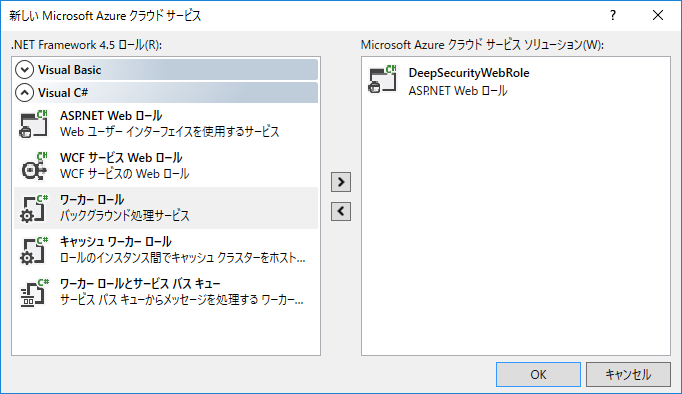 新しい Microsoft Azure クラウド サービス
.NET Framework 4.5 ロール(R):
Visual Basic
Visual C#
ASP.NET Web ロール
Web ユーザー インターフェイスを使用するサービス
WCF サービス Web ロール
WCF サービスの Web ロール
ワーカー ロール
バックグラウンド処理サービス
キャッシュ ワーカー ロール
ロールのインスタンス間でキャッシュ クラスターをホスト...
ワーカー ロールとサービス バス キュー
サービス バス キューからメッセージを処理する ワーカー...
Microsoft Azure クラウド サービス ソリューション(W):
DeepSecurityWebRole
ASP.NET Web ロール
OK
キャンセル